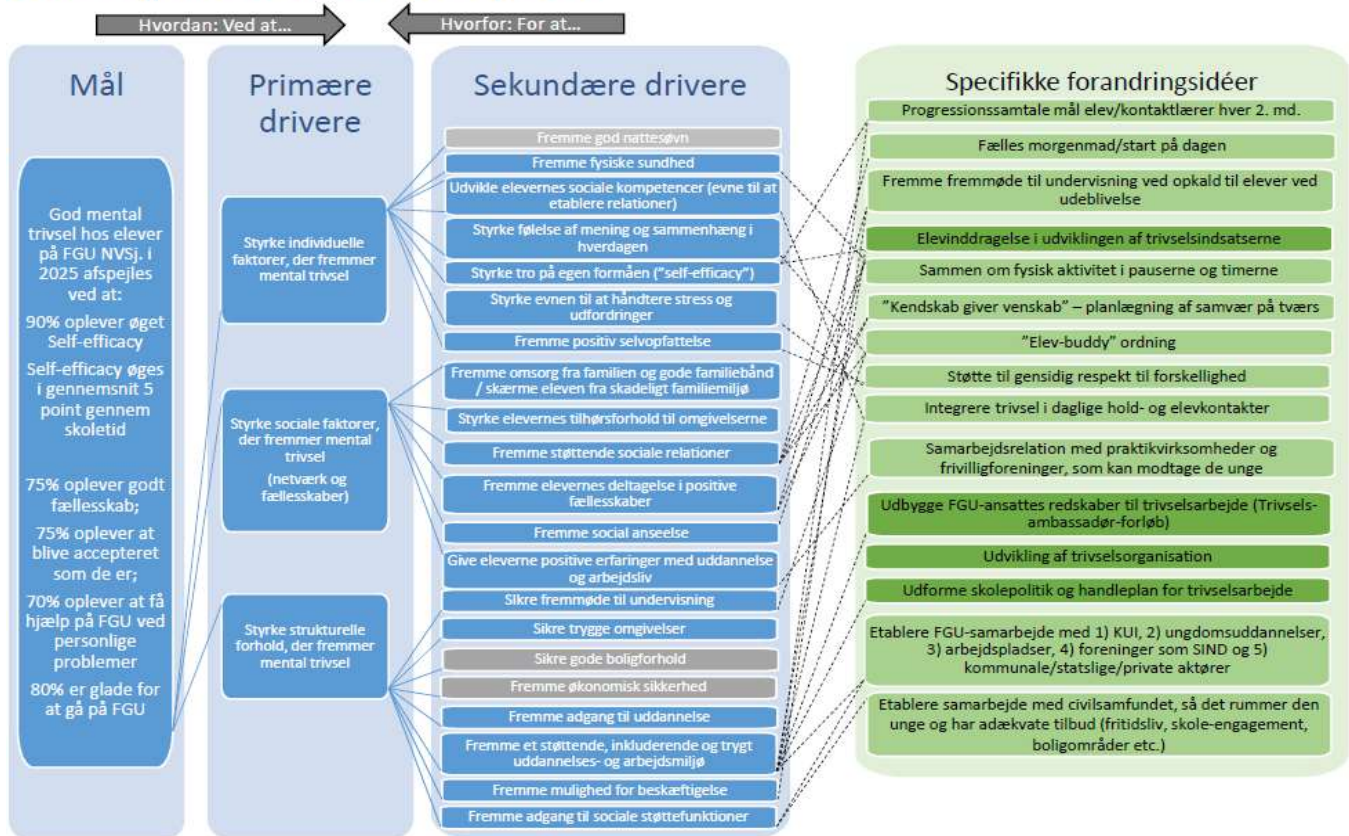 Hvordan: Ved at...
Hvorfor: For at...
Mål
God mental
trivsel hos elever
på FGU NVSj. i
2025 afspejles
ved at:
90% oplever øget
Self-efficacy
Self-efficacy øges
i gennemsnit 5
point gennem
skoletid
75% oplever godt
fællesskab;
75% oplever at
blive accepteret
som de er;
70% oplever at få
hjælp på FGU ved
personlige
problemer
80% er glade for
at gå på FGU
Primære
drivere
Styrke individuelle
faktorer, der fremmer
mental trivsel
Styrke sociale faktorer,
der fremmer mental
trivsel
(netværk og
fællesskaber)
Styrke strukturelle
forhold, der fremmer
mental trivsel
Sekundære drivere
Fremme god nattesøvn
Fremme fysiske sundhed
Udvikle elevernes sociale kompetencer (evne til at
etablere relationer)
Styrke følelse af mening og sammenhæng i
hverdagen
Styrke tro på egen formåen ("self-efficacy")
Styrke evnen til at håndtere stress og
udfordringer
Fremme positiv selvopfattelse
Fremme omsorg fra familien og gode familiebånd
/ skærme eleven fra skadeligt familiemiljø
Styrke elevernes tilhørsforhold til omgivelserne
Fremme støttende sociale relationer
Fremme elevernes deltagelse i positive
fællesskaber
Fremme social anseelse
Give eleverne positive erfaringer med uddannelse
og arbejdsliv
Sikre fremmøde til undervisning
Sikre trygge omgivelser
Sikre gode boligforhold
Fremme økonomisk sikkerhed
Fremme adgang til uddannelse
Fremme et støttende, inkluderende og trygt
uddannelses- og arbejdsmiljø
Fremme mulighed for beskæftigelse
Fremme adgang til sociale støttefunktioner
Specifikke forandringsidéer
Progressionssamtale mål elev/kontaktlærer hver 2. md.
Fælles morgenmad/start på dagen
Fremme fremmøde til undervisning ved opkald til elever ved
udeblivelse
Elevinddragelse i udviklingen af trivselsindsatserne
Sammen om fysisk aktivitet i pauserne og timerne
"Kendskab giver venskab" – planlægning af samvær på tværs
"Elev-buddy" ordning
Støtte til gensidig respekt til forskellighed
Integrere trivsel i daglige hold- og elevkontakter
Samarbejdsrelation med praktikvirksomheder og
frivilligforeninger, som kan modtage de unge
Udbygge FGU-ansattes redskaber til trivselsarbejde (Trivsels-
ambassadør-forløb)
Udvikling af trivselsorganisation
Udforme skolepolitik og handleplan for trivselsarbejde
Etablere FGU-samarbejde med 1) KUI, 2) ungdomsuddannelser,
3) arbejdspladser, 4) foreninger som SIND og 5)
kommunale/statslige/private aktører
Etablere samarbejde med civilsamfundet, så det rummer den
unge og har adækvate tilbud (fritidsliv, skole-engagement,
boligområder etc.)